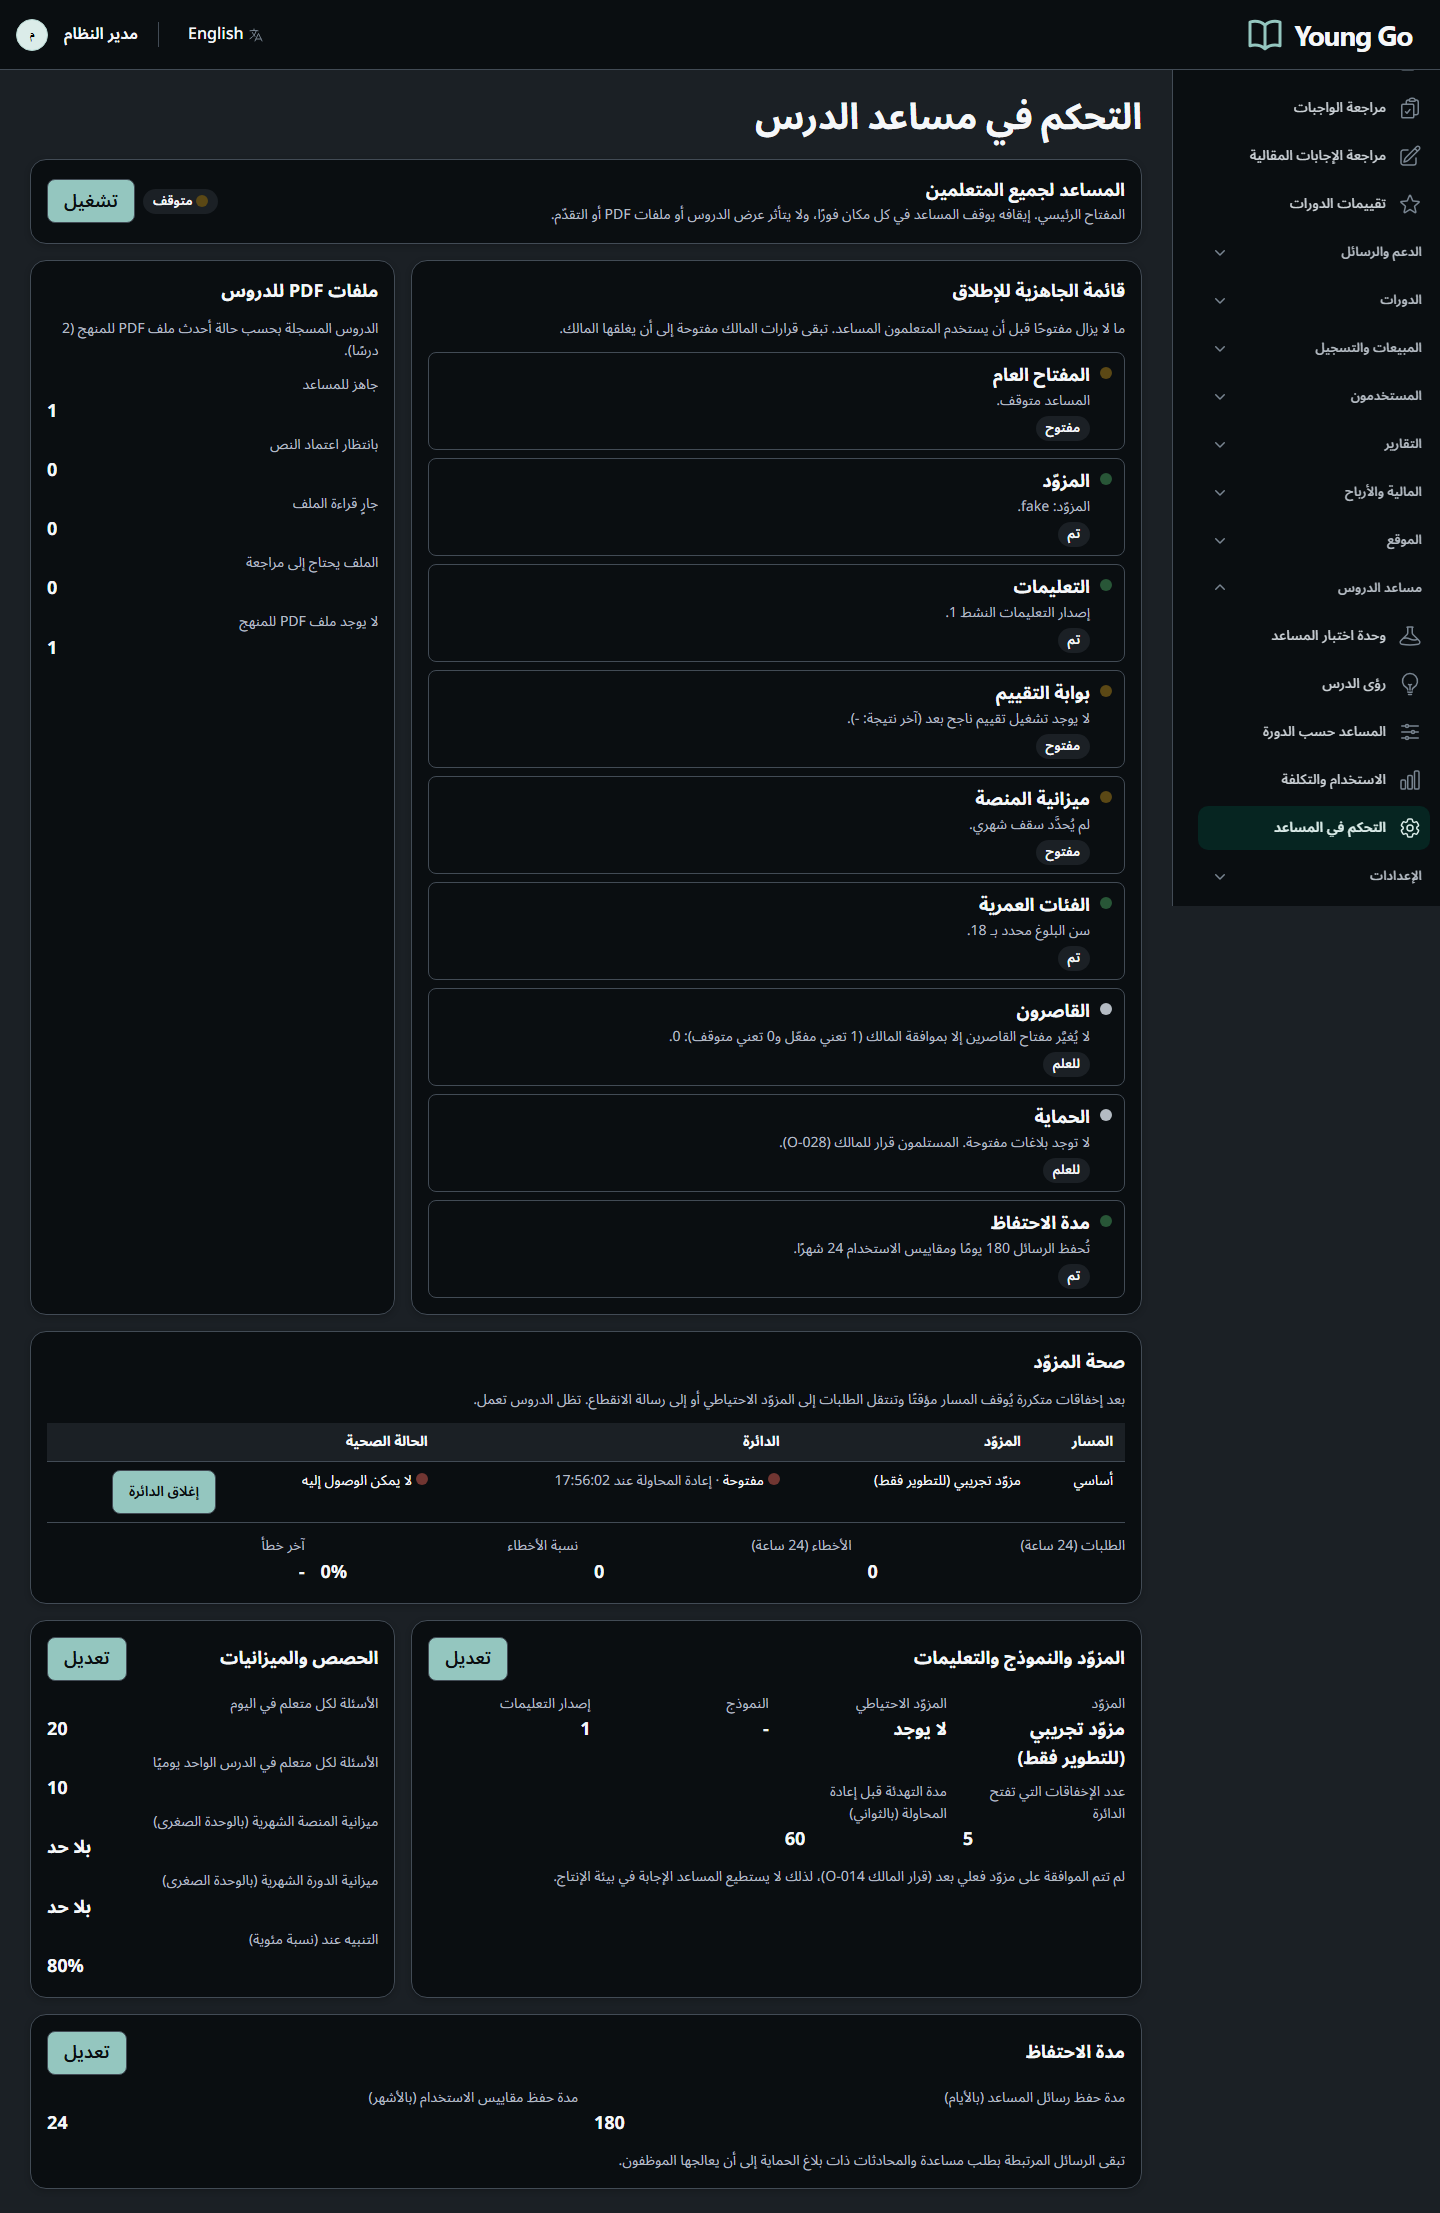 Young Go
English
مدير النظام
م
مراجعة الواجبات
مراجعة الإجابات المقالية
تقييمات الدورات
الدعم والرسائل
الدورات
المبيعات والتسجيل
المستخدمون
التقارير
المالية والأرباح
الموقع
مساعد الدروس
وحدة اختبار المساعد
رؤى الدرس
المساعد حسب الدورة
الاستخدام والتكلفة
التحكم في المساعد
الإعدادات
التحكم في مساعد الدرس
المساعد لجميع المتعلمين
المفتاح الرئيسي. إيقافه يوقف المساعد في كل مكان فورًا، ولا يتأثر عرض الدروس أو ملفات PDF أو التقدّم.
متوقف
تشغيل
قائمة الجاهزية للإطلاق
ما لا يزال مفتوحًا قبل أن يستخدم المتعلمون المساعد. تبقى قرارات المالك مفتوحة إلى أن يغلقها المالك.
المفتاح العام
المساعد متوقف.
مفتوح
المزوّد
المزوّد: fake.
تم
التعليمات
إصدار التعليمات النشط 1.
تم
بوابة التقييم
لا يوجد تشغيل تقييم ناجح بعد (آخر نتيجة: -).
مفتوح
ميزانية المنصة
لم يُحدَّد سقف شهري.
مفتوح
الفئات العمرية
سن البلوغ محدد بـ 18.
تم
القاصرون
لا يُغيَّر مفتاح القاصرين إلا بموافقة المالك (1 تعني مفعّل و0 تعني متوقف): 0.
للعلم
الحماية
لا توجد بلاغات مفتوحة. المستلمون قرار للمالك (O-028).
للعلم
مدة الاحتفاظ
تُحفظ الرسائل 180 يومًا ومقاييس الاستخدام 24 شهرًا.
تم
ملفات PDF للدروس
الدروس المسجلة بحسب حالة أحدث ملف PDF للمنهج (2
درسًا).
جاهز للمساعد
1
بانتظار اعتماد النص
0
جارٍ قراءة الملف
0
الملف يحتاج إلى مراجعة
0
لا يوجد ملف PDF للمنهج
1
صحة المزوّد
بعد إخفاقات متكررة يُوقف المسار مؤقتًا وتنتقل الطلبات إلى المزوّد الاحتياطي أو إلى رسالة الانقطاع. تظل الدروس تعمل.
المسار المزوّد الدائرة الحالة الصحية
أساسي مزوّد تجريبي (للتطوير فقط) مفتوحة · إعادة المحاولة عند 17:56:02 لا يمكن الوصول إليه إغلاق الدائرة
الطلبات (24 ساعة) الأخطاء (24 ساعة) نسبة الأخطاء آخر خطأ
0 0 0% -
المزوّد والنموذج والتعليمات
تعديل
المزوّد المزوّد الاحتياطي النموذج إصدار التعليمات
مزوّد تجريبي لا يوجد - 1
(للتطوير فقط)
عدد الإخفاقات التي تفتح مدة التهدئة قبل إعادة
الدائرة المحاولة (بالثواني)
5 60
لم تتم الموافقة على مزوّد فعلي بعد (قرار المالك O-014)، لذلك لا يستطيع المساعد الإجابة في بيئة الإنتاج.
الحصص والميزانيات
تعديل
الأسئلة لكل متعلم في اليوم
20
الأسئلة لكل متعلم في الدرس الواحد يوميًا
10
ميزانية المنصة الشهرية (بالوحدة الصغرى)
بلا حد
ميزانية الدورة الشهرية (بالوحدة الصغرى)
بلا حد
التنبيه عند (نسبة مئوية)
80%
مدة الاحتفاظ
تعديل
مدة حفظ رسائل المساعد (بالأيام) مدة حفظ مقاييس الاستخدام (بالأشهر)
180 24
تبقى الرسائل المرتبطة بطلب مساعدة والمحادثات ذات بلاغ الحماية إلى أن يعالجها الموظفون.